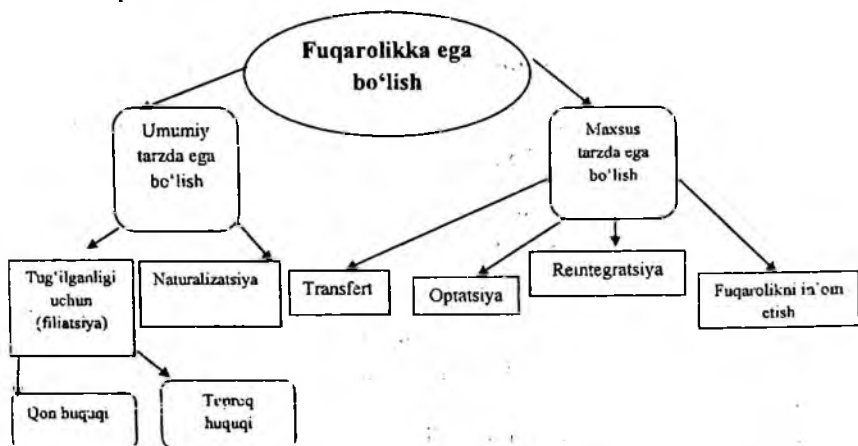 Fuqarolikka ega
bo‘lish
Umumiy
tarzda ega
bo‘lish
Maxsus
tarzda ega
bo‘lish
Tug‘ilganligi
uchun
(filiatsiya)
Naturalizatsiya
Transfert
Optatsiya
Reintegratsiya
Fuqarolikni in’om
etish
Qon huquqi
Tuproq
huquqi